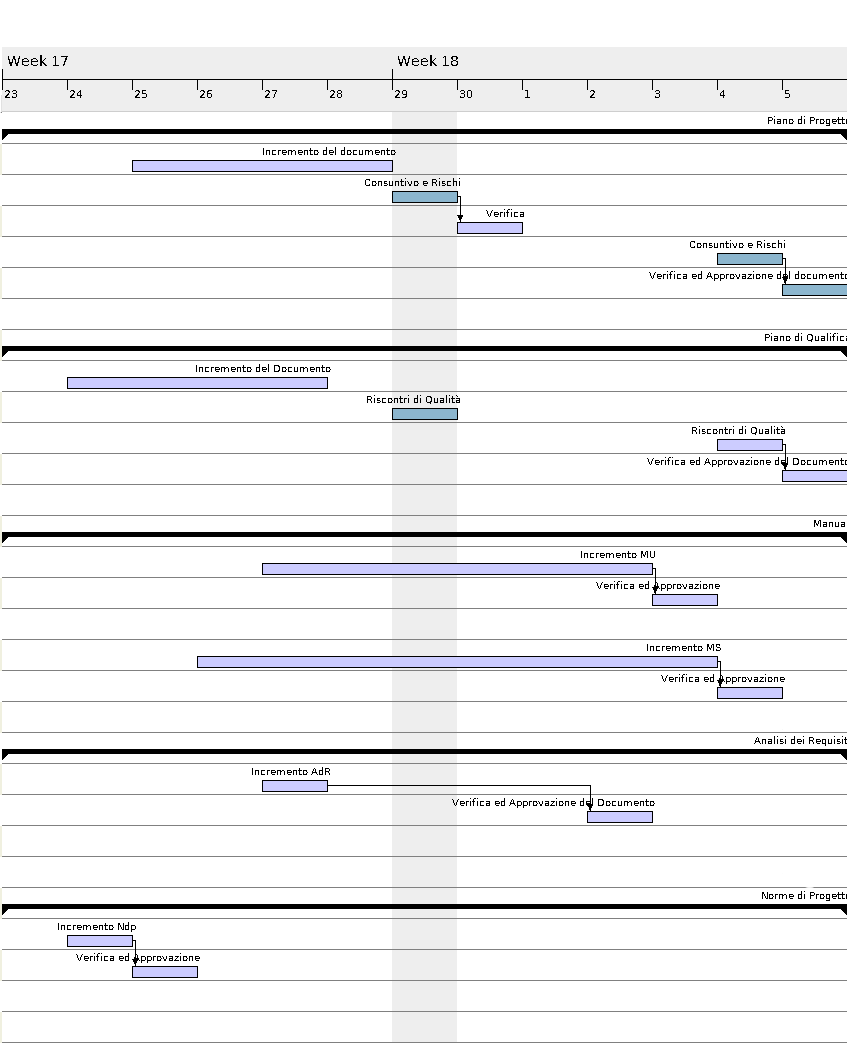 Week 17 Week 18
23 24 25 26 27 28 29 30 1 2 3 4 5
Piano di Progetto
Incremento del documento
Consuntivo e Rischi
Verifica
Consuntivo e Rischi
Verifica ed Approvazione del documento
Piano di Qualifica
Incremento del Documento
Riscontri di Qualità
Riscontri di Qualità
Verifica ed Approvazione del Documento
Manua
Incremento MU
Verifica ed Approvazione
Incremento MS
Verifica ed Approvazione
Analisi dei Requisit
Incremento AdR
Verifica ed Approvazione del Documento
Norme di Progetto
Incremento Ndp
Verifica ed Approvazione